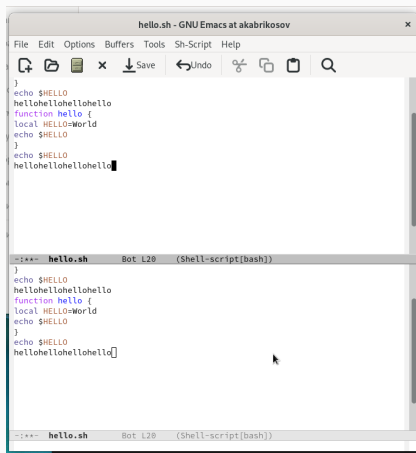 hello.sh - GNU Emacs at akabrikosov
File Edit Options Buffers Tools Sh-Script Help
Save Undo
}
echo $HELLO
hellohellohellohello
function hello {
local HELLO=World
echo $HELLO
}
echo $HELLO
hellohellohellohello
-:**- hello.sh Bot L20 (Shell-script[bash])
}
echo $HELLO
hellohellohellohello
function hello {
local HELLO=World
echo $HELLO
}
echo $HELLO
hellohellohellohello
-:**- hello.sh Bot L20 (Shell-script[bash])